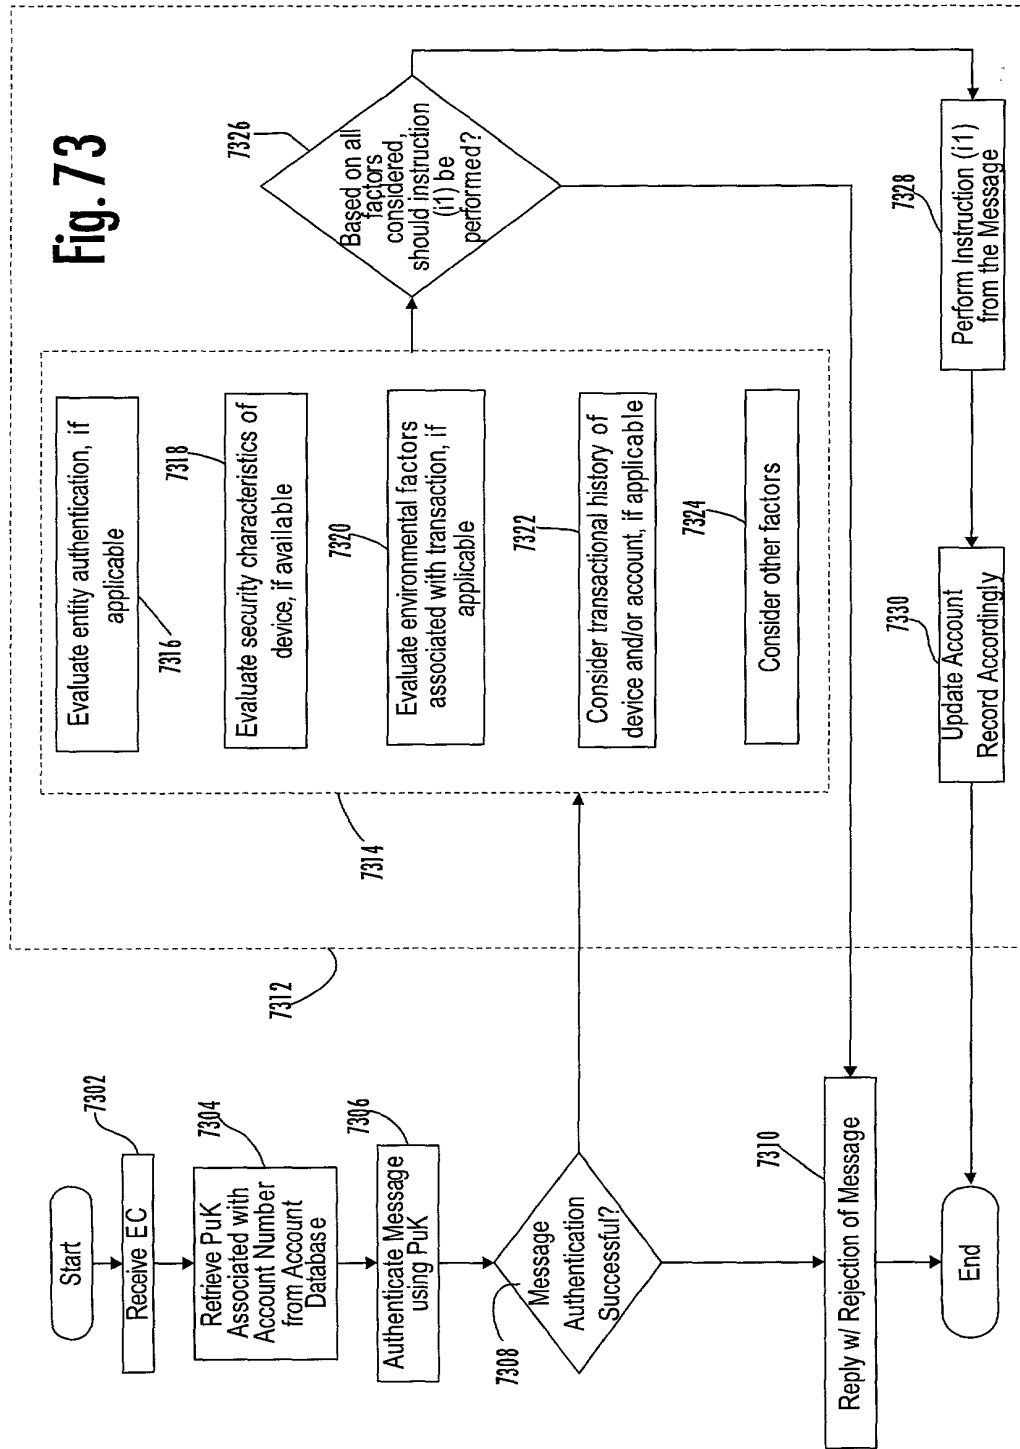 Fig. 73
Start
7302
Receive EC
7304
Retrieve PuK
Associated with
Account Number
from Account
Database
7306
Authenticate Message
using PuK
7308
Message
Authentication
Successful?
7310
Reply w/ Rejection of Message
End
7312
7314
Evaluate entity authentication, if
applicable
7316
7318
Evaluate security characteristics of
device, if available
7320
Evaluate environmental factors
associated with transaction, if
applicable
7322
Consider transactional history of
device and/or account, if applicable
7324
Consider other factors
7326
Based on all
factors
considered,
should instruction
(i1) be
performed?
7328
Perform Instruction (i1)
from the Message
7330
Update Account
Record Accordingly